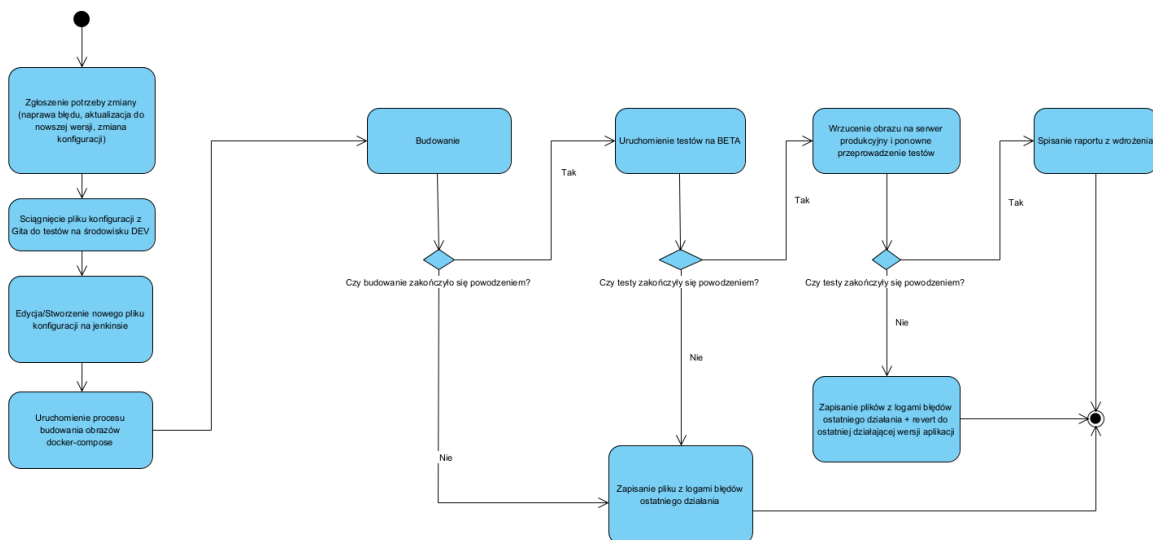 Zgłoszenie potrzeby zmiany
(naprawa błędu, aktualizacja do
nowszej wersji, zmiana
konfiguracji)
Sciągnięcie pliku konfiguracji z
Gita do testów na środowisku DEV
Edycja/Stworzenie nowego pliku
konfiguracji na jenkinsie
Uruchomienie procesu
budowania obrazów
docker-compose
Budowanie
Tak
Czy budowanie zakończyło się powodzeniem?
Nie
Uruchomienie testów na BETA
Tak
Czy testy zakończyły się powodzeniem?
Nie
Zapisanie pliku z logami błędów
ostatniego działania
Wrzucenie obrazu na serwer
produkcyjny i ponowne
przeprowadzenie testów
Tak
Czy testy zakończyły się powodzeniem?
Nie
Zapisanie plików z logami błędów
ostatniego działania + revert do
ostatniej działającej wersji aplikacji
Spisanie raportu z wdrożenia